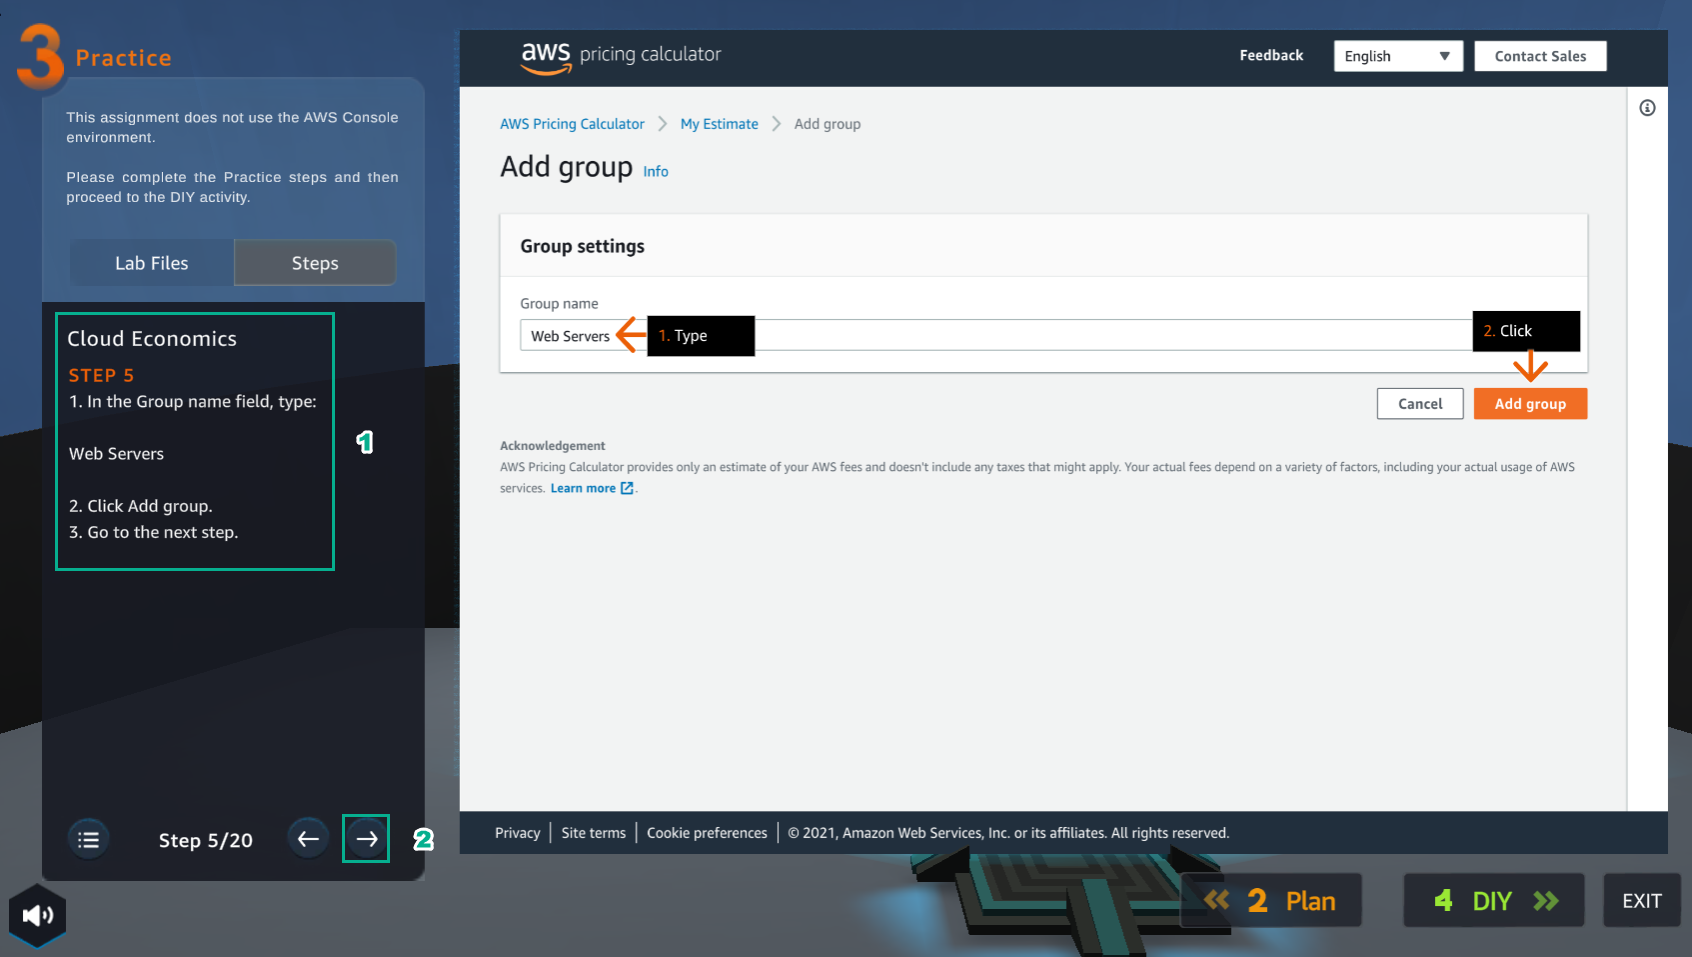 3 Practice
This assignment does not use the AWS Console
environment.
Please complete the Practice steps and then
proceed to the DIY activity.
Lab Files
Steps
Cloud Economics
STEP 5
1. In the Group name field, type:
Web Servers
2. Click Add group.
3. Go to the next step.
1
Step 5/20
2
aws pricing calculator
Feedback
English
Contact Sales
AWS Pricing Calculator
My Estimate
Add group
Add group Info
Group settings
Group name
Web Servers
1. Type
2. Click
Cancel
Add group
Acknowledgement
AWS Pricing Calculator provides only an estimate of your AWS fees and doesn't include any taxes that might apply. Your actual fees depend on a variety of factors, including your actual usage of AWS
services. Learn more .
Privacy | Site terms | Cookie preferences | © 2021, Amazon Web Services, Inc. or its affiliates. All rights reserved.
2 Plan
4 DIY
EXIT